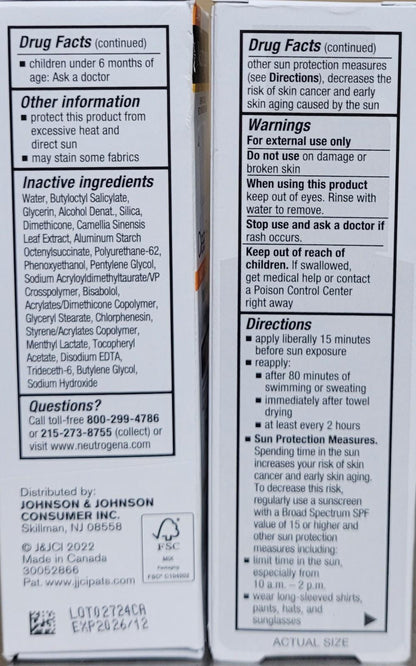 Drug Facts (continued)
■ children under 6 months of
age: Ask a doctor
Other information
■ protect this product from
excessive heat and
direct sun
■ may stain some fabrics
Inactive ingredients
Water, Butyloctyl Salicylate,
Glycerin, Alcohol Denat., Silica,
Dimethicone, Camellia Sinensis
Leaf Extract, Aluminum Starch
Octenylsuccinate, Polyurethane-62,
Phenoxyethanol, Pentylene Glycol,
Sodium Acryloyldimethyltaurate/VP
Crosspolymer, Bisabolol,
Acrylates/Dimethicone Copolymer,
Glyceryl Stearate, Chlorphenesin,
Styrene/Acrylates Copolymer,
Menthyl Lactate, Tocopheryl
Acetate, Disodium EDTA,
Trideceth-6, Butylene Glycol,
Sodium Hydroxide
Questions?
Call toll-free 800-299-4786
or 215-273-8755 (collect) or
visit www.neutrogena.com
Distributed by:
JOHNSON & JOHNSON
CONSUMER INC.
Skillman, NJ 08558
© J&JCI 2022
Made in Canada
30052866
Pat. www.jjcipats.com
FSC
MIX
Packaging
LOT02724CA
EXP2026/12
Drug Facts (continued)
other sun protection measures
(see Directions), decreases the
risk of skin cancer and early
skin aging caused by the sun
Warnings
For external use only
Do not use on damage or
broken skin
When using this product
keep out of eyes. Rinse with
water to remove.
Stop use and ask a doctor if
rash occurs.
Keep out of reach of
children. If swallowed,
get medical help or contact
a Poison Control Center
right away
Directions
■ apply liberally 15 minutes
before sun exposure
■ reapply:
■ after 80 minutes of
swimming or sweating
■ immediately after towel
drying
■ at least every 2 hours
■ Sun Protection Measures.
Spending time in the sun
increases your risk of skin
cancer and early skin aging.
To decrease this risk,
regularly use a sunscreen
with a Broad Spectrum SPF
value of 15 or higher and
other sun protection
measures including:
■ limit time in the sun,
especially from
10 a.m. – 2 p.m.
■ wear long-sleeved shirts,
pants, hats, and
sunglasses
ACTUAL SIZE